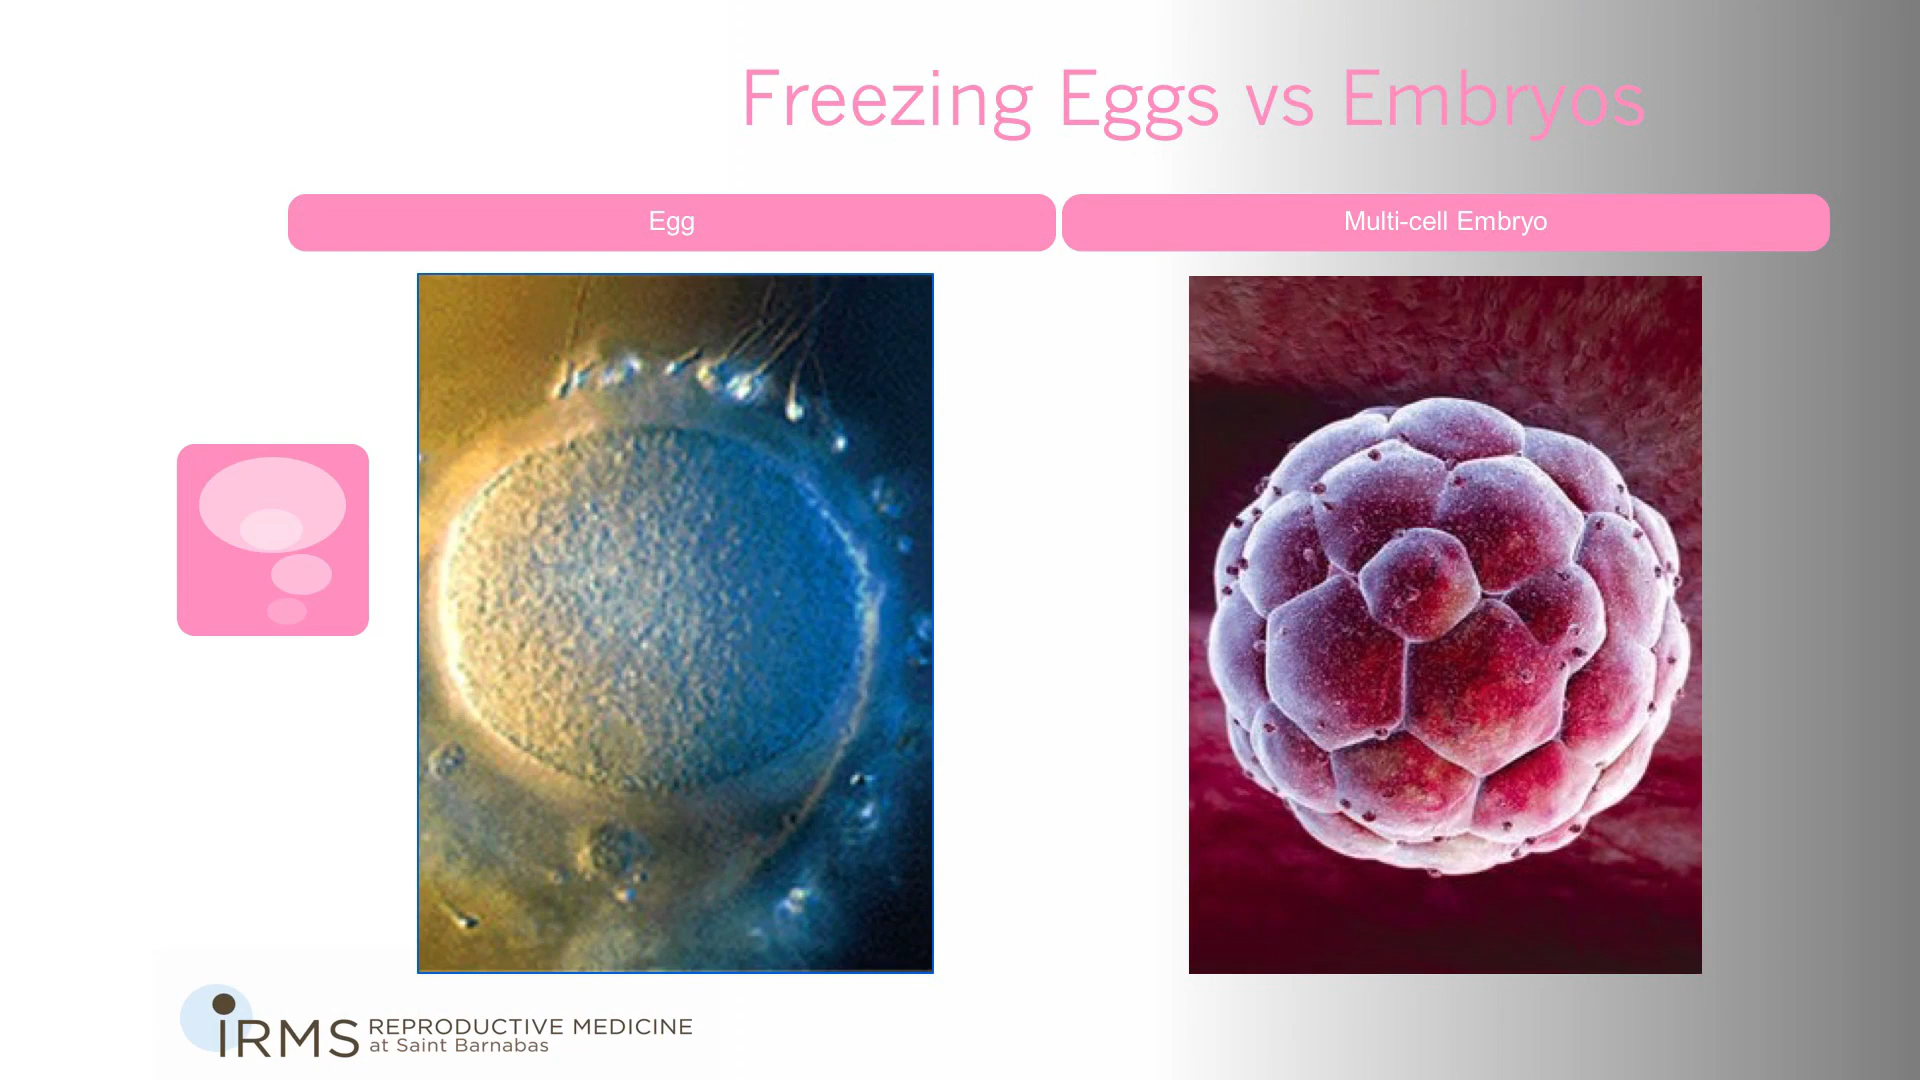 Freezing Eggs vs Embryos
Egg
Multi-cell Embryo
iRMS REPRODUCTIVE MEDICINE
at Saint Barnabas